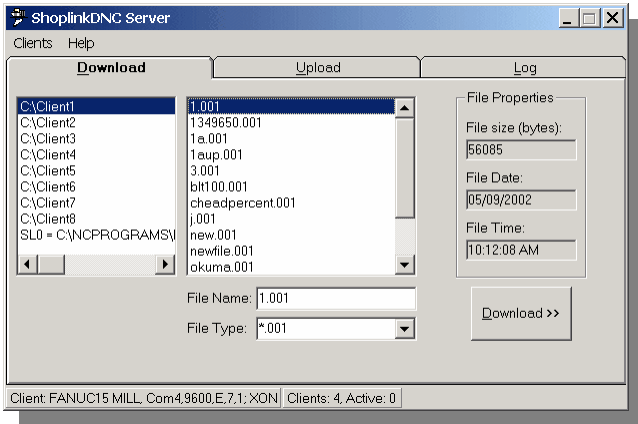 ShoplinkDNC Server
Clients Help
Download Upload Log
C:\Client1
C:\Client2
C:\Client3
C:\Client4
C:\Client5
C:\Client6
C:\Client7
C:\Client8
SL0 = C:\NCPROGRAMS\
1.001
1349650.001
1a.001
1aup.001
3.001
blt100.001
cheadpercent.001
j.001
new.001
newfile.001
okuma.001
File Properties
File size (bytes):
56085
File Date:
05/09/2002
File Time:
10:12:08 AM
File Name: 1.001
File Type: *.001
Download >>
Client: FANUC15 MILL, Com4,9600,E,7,1; XON Clients: 4, Active: 0